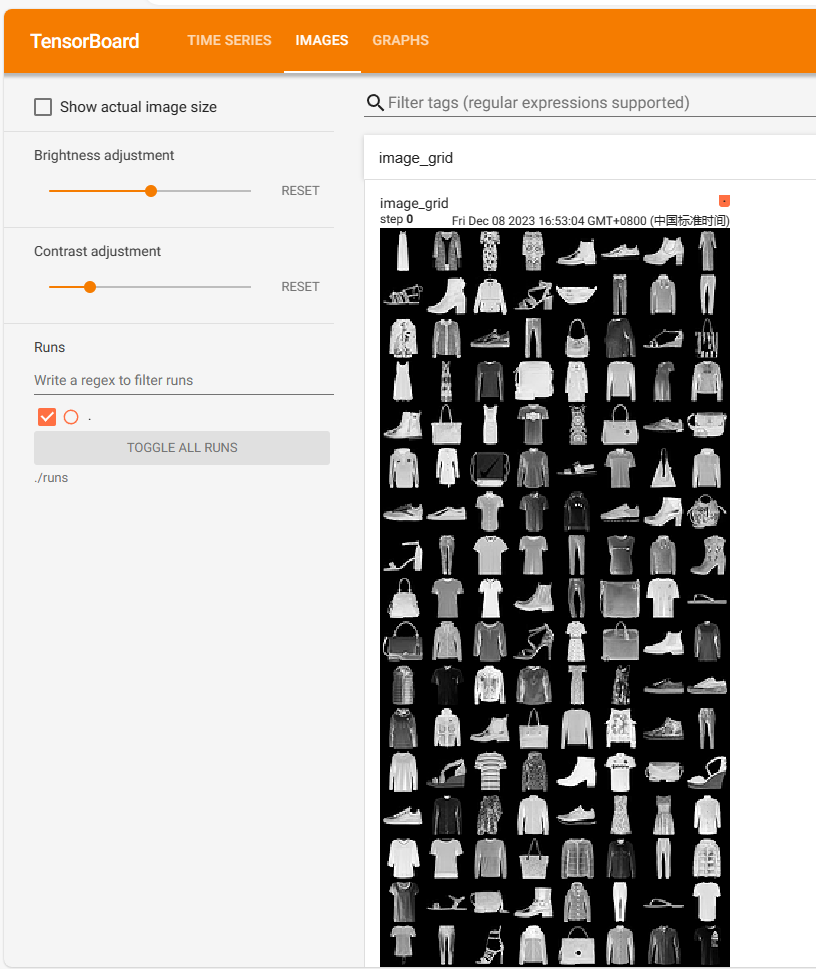 TensorBoard TIME SERIES IMAGES GRAPHS
Show actual image size
Filter tags (regular expressions supported)
Brightness adjustment
RESET
Contrast adjustment
RESET
Runs
Write a regex to filter runs
.
TOGGLE ALL RUNS
./runs
image_grid
image_grid
step 0 Fri Dec 08 2023 16:53:04 GMT+0800 (中国标准时间)